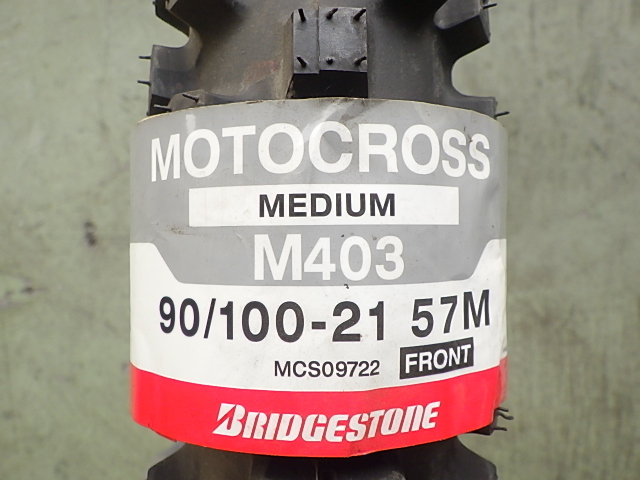 MOTOCROSS
MEDIUM
M403
90/100-21 57M
MCS09722 FRONT
BRIDGESTONE